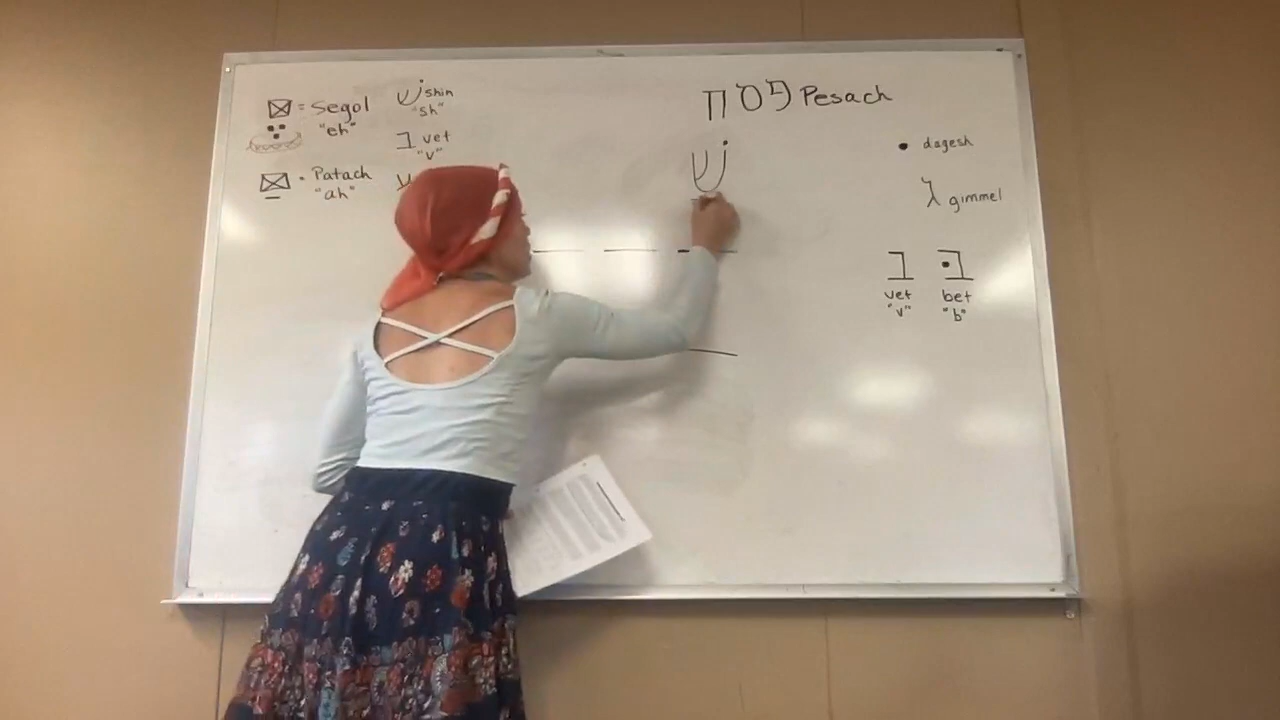 = Segol
"eh"
- Patach
"ah"
שׁ shin
"sh"
ב vet
"v"
פסח Pesach
שׁ
• dagesh
ג gimmel
ב בּ
vet bet
"v" "b"